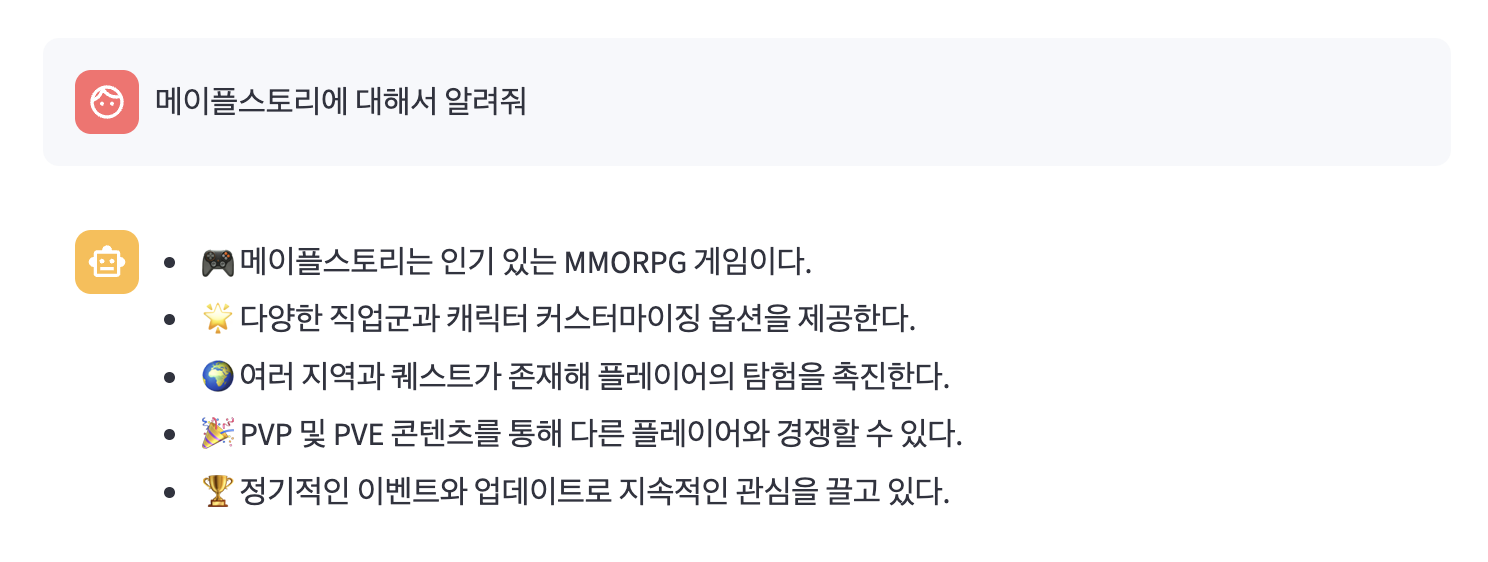 메이플스토리에 대해서 알려줘
• 🎮 메이플스토리는 인기 있는 MMORPG 게임이다.
• 🌟 다양한 직업군과 캐릭터 커스터마이징 옵션을 제공한다.
• 🌍 여러 지역과 퀘스트가 존재해 플레이어의 탐험을 촉진한다.
• 🎉 PVP 및 PVE 콘텐츠를 통해 다른 플레이어와 경쟁할 수 있다.
• 🏆 정기적인 이벤트와 업데이트로 지속적인 관심을 끌고 있다.